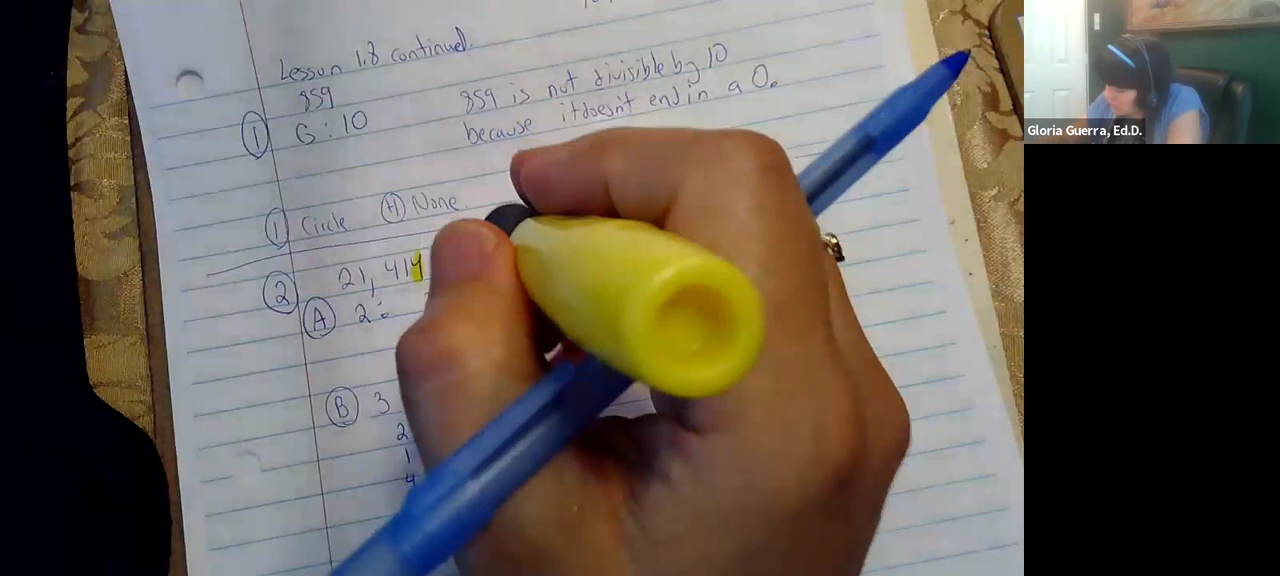 Lesson 1.8 continued.
859
① G: 10
859 is not divisible by 10
because it doesn't end in a 0.
① Circle Ⓗ None
② 21,414
Ⓐ 2:
Ⓑ 3
2
1
4
Gloria Guerra, Ed.D.